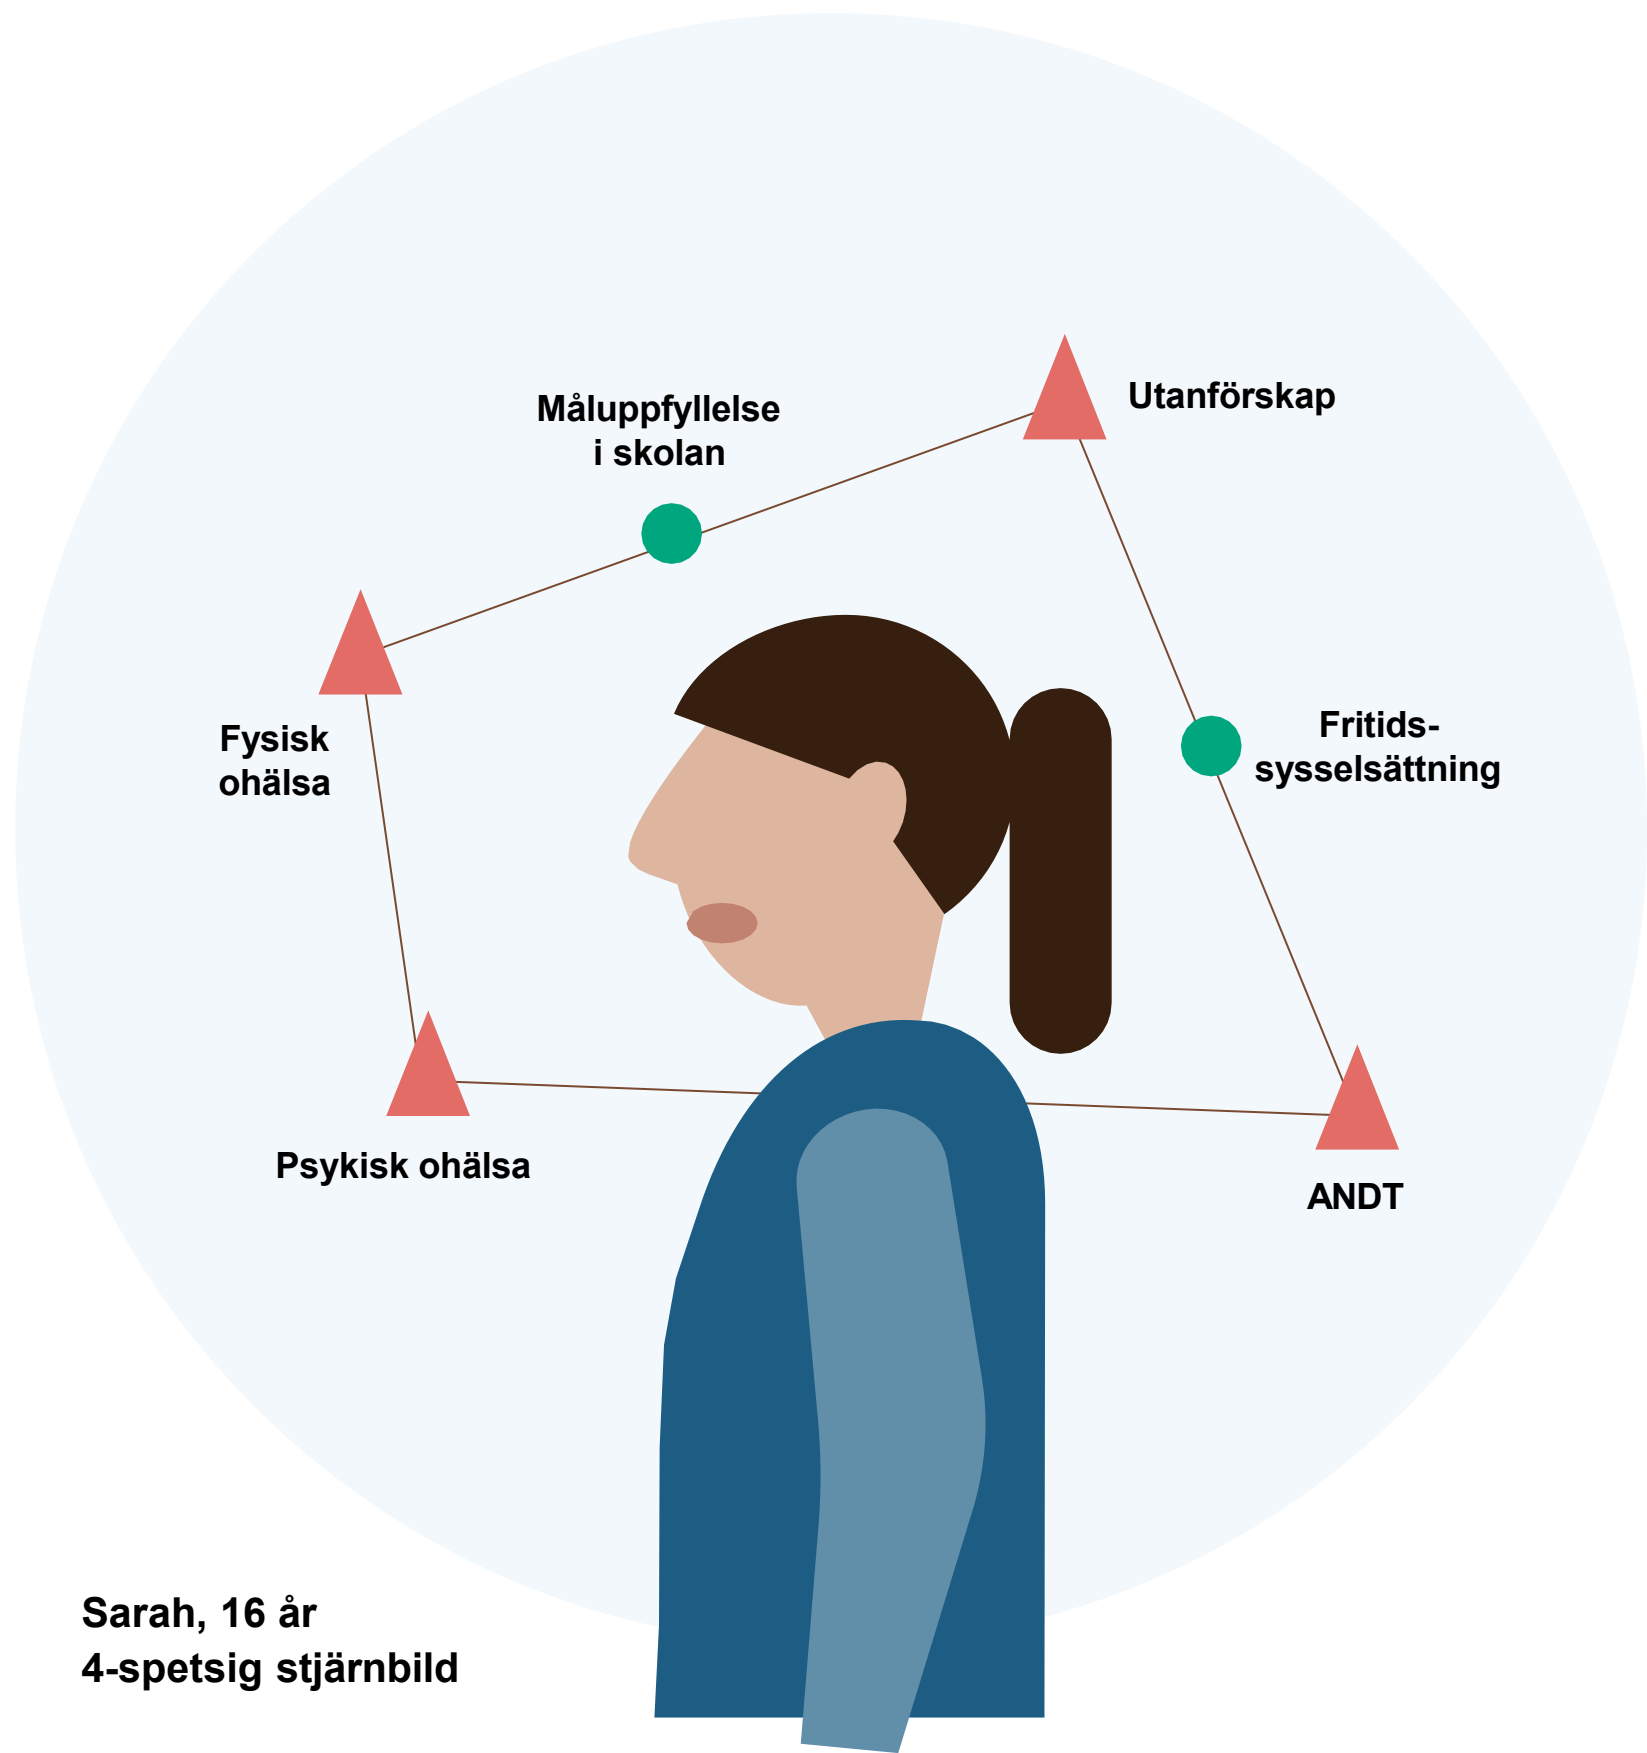 Måluppfyllelse
i skolan
Utanförskap
Fysisk
ohälsa
Fritids-
sysselsättning
Psykisk ohälsa
ANDT
Sarah, 16 år
4-spetsig stjärnbild